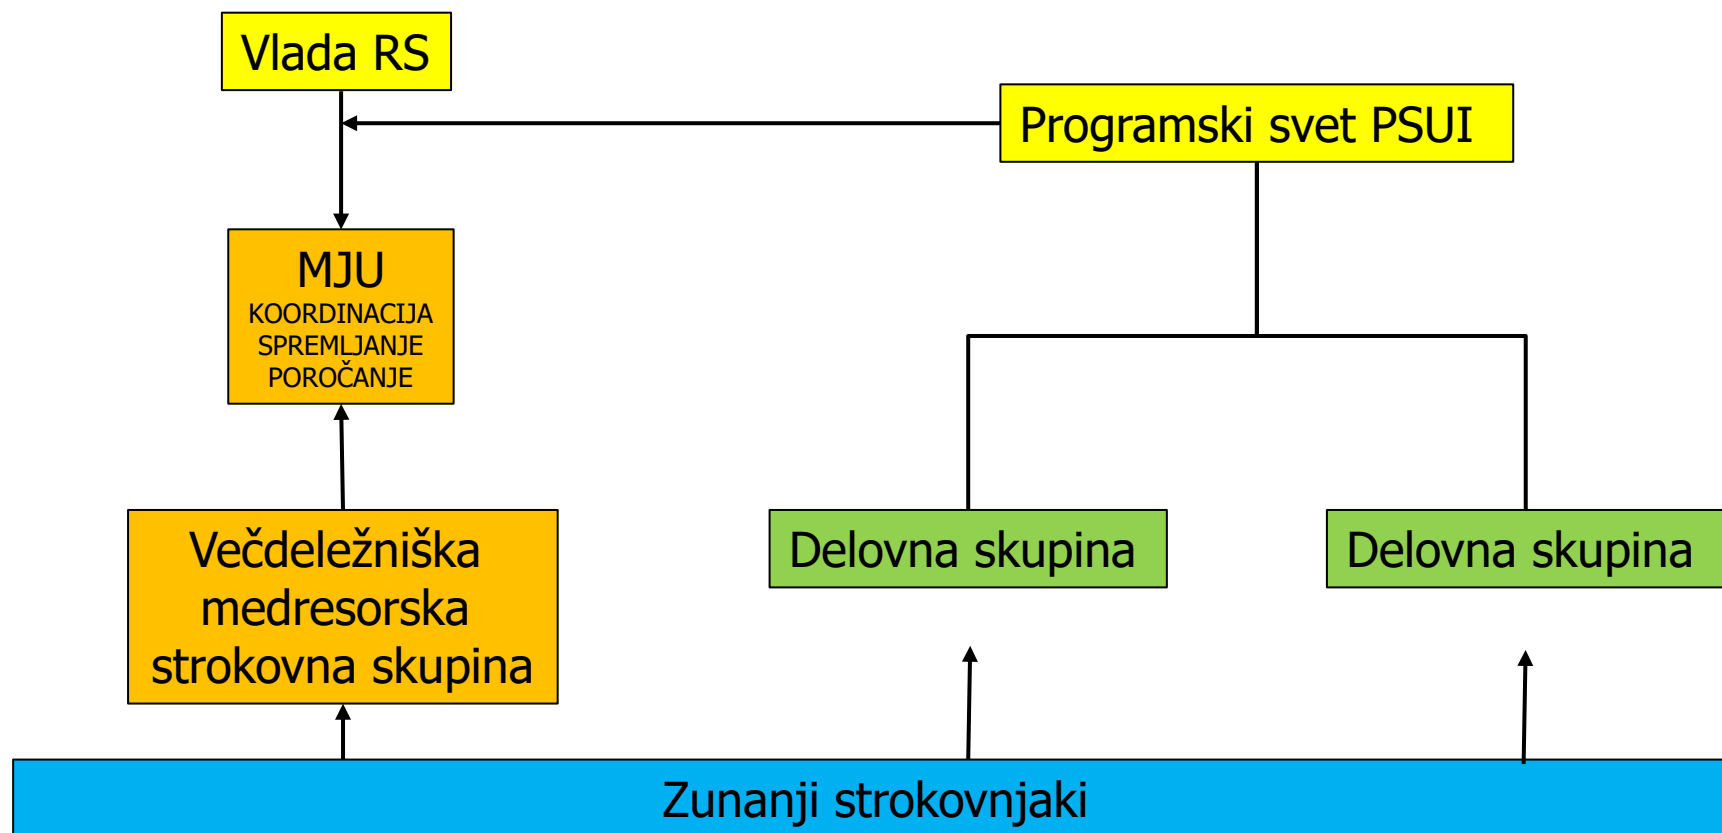 Vlada RS
Programski svet PSUI
MJU
KOORDINACIJA
SPREMLJANJE
POROČANJE
Večdeležniška
medresorska
strokovna skupina
Delovna skupina
Delovna skupina
Zunanji strokovnjaki